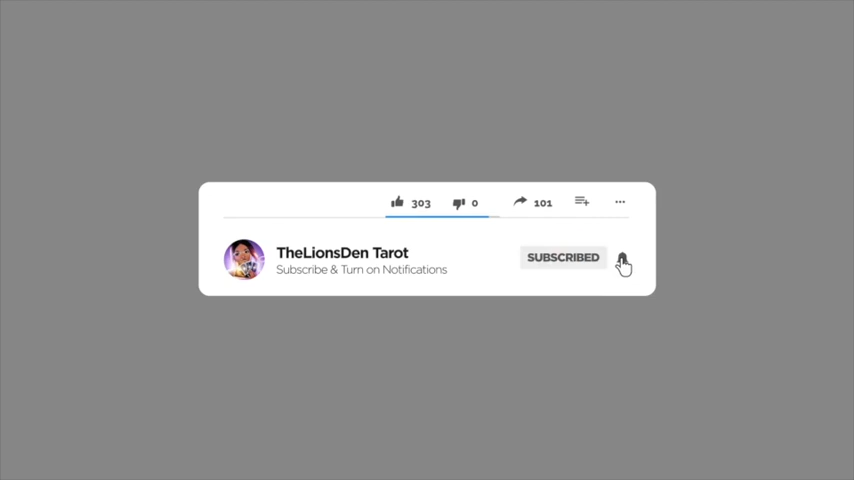 303 0 101 ...
TheLionsDen Tarot
Subscribe & Turn on Notifications
SUBSCRIBED